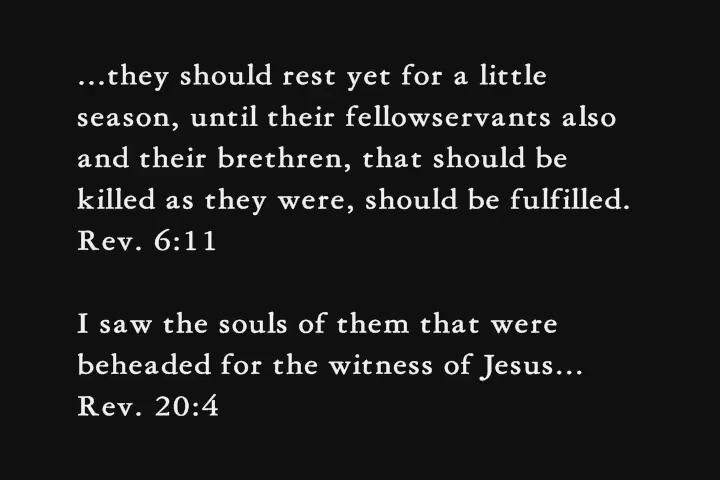 ...they should rest yet for a little
season, until their fellowservants also
and their brethren, that should be
killed as they were, should be fulfilled.
Rev. 6:11
I saw the souls of them that were
beheaded for the witness of Jesus...
Rev. 20:4